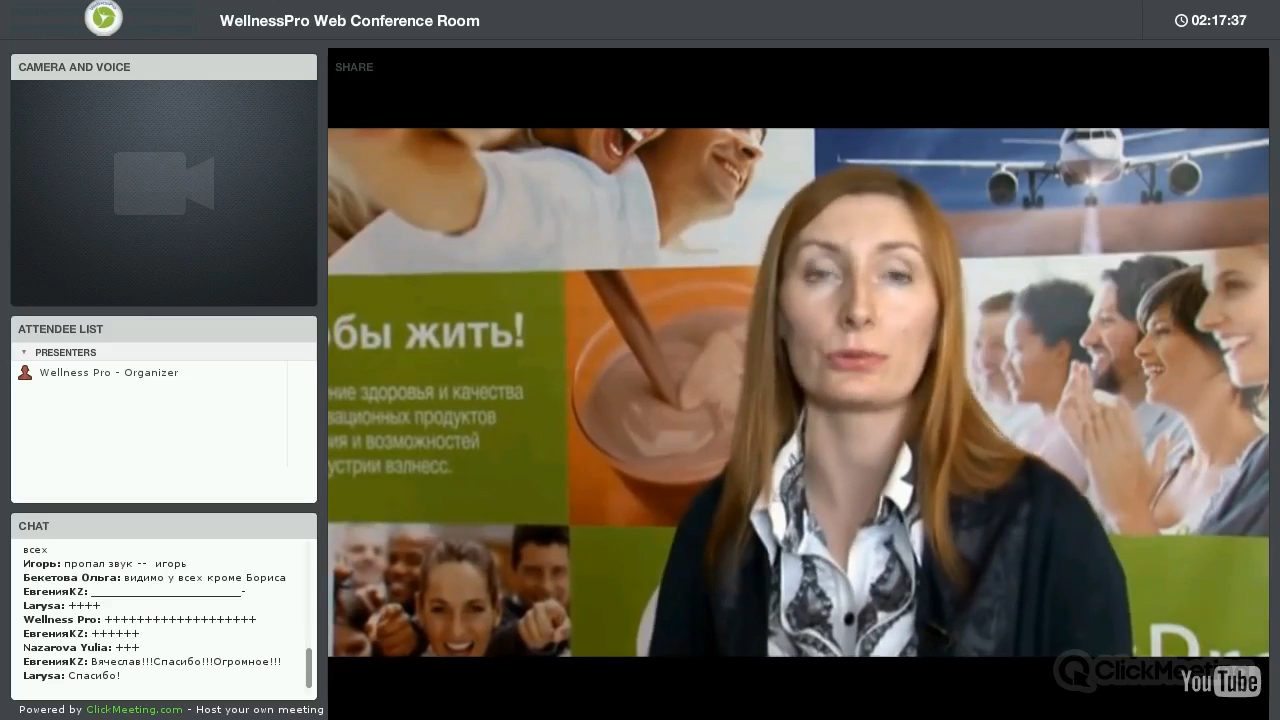 WellnessPro Web Conference Room
02:17:37
CAMERA AND VOICE
SHARE
ATTENDEE LIST
PRESENTERS
Wellness Pro - Organizer
CHAT
всех
Игорь: пропал звук -- игорь
Бекетова Ольга: видимо у всех кроме Бориса
ЕвгенияKZ: ___________________________-
Larysa: ++++
Wellness Pro: +++++++++++++++++++
ЕвгенияKZ: ++++++
Nazarova Yulia: +++
ЕвгенияKZ: Вячеслав!!!Спасибо!!!Огромное!!!
Larysa: Спасибо!
Powered by ClickMeeting.com - Host your own meeting
обы жить!
ние здоровья и качества
вационных продуктов
ия и возможностей
устрии вэлнесс.
Dr
ClickMeeting
YouTube